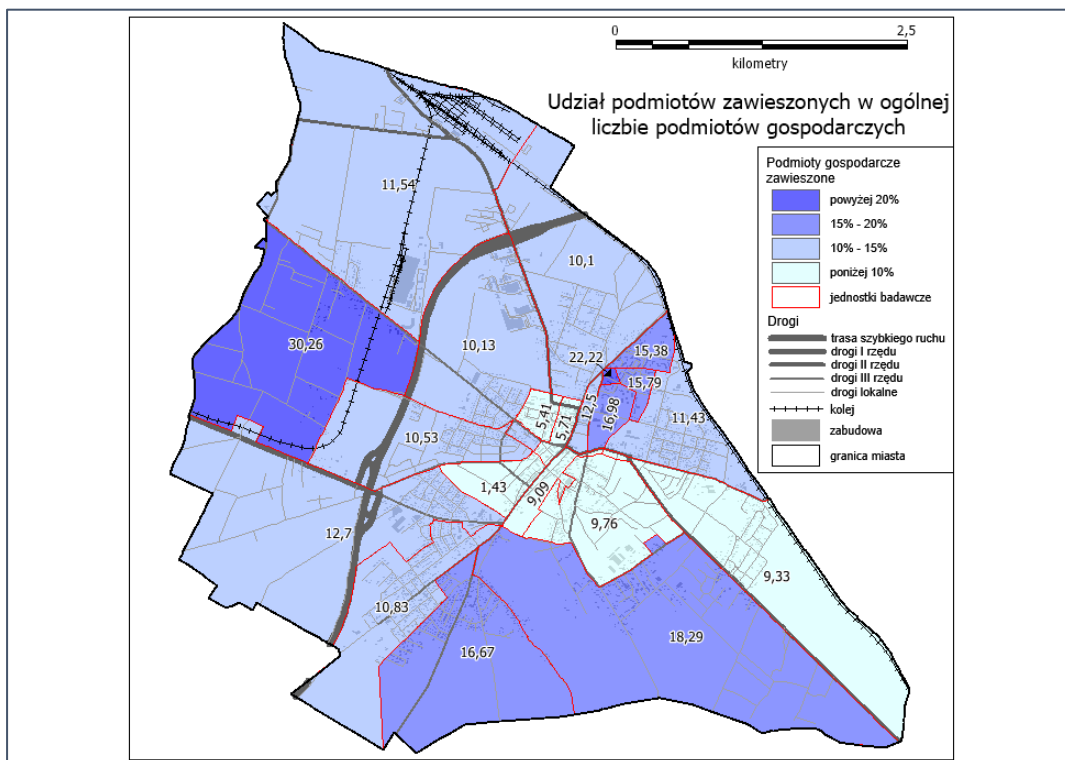 0 2,5
kilometry
Udział podmiotów zawieszonych w ogólnej
liczbie podmiotów gospodarczych
Podmioty gospodarcze
zawieszone
powyżej 20%
15% - 20%
10% - 15%
poniżej 10%
jednostki badawcze
Drogi
trasa szybkiego ruchu
drogi I rzędu
drogi II rzędu
drogi III rzędu
drogi lokalne
kolej
zabudowa
granica miasta
11,54
10,1
30,26
10,13
22,22
15,38
15,79
12,5
16,98
5,41
5,71
11,43
10,53
1,43
9,09
9,76
12,7
9,33
10,83
16,67
18,29